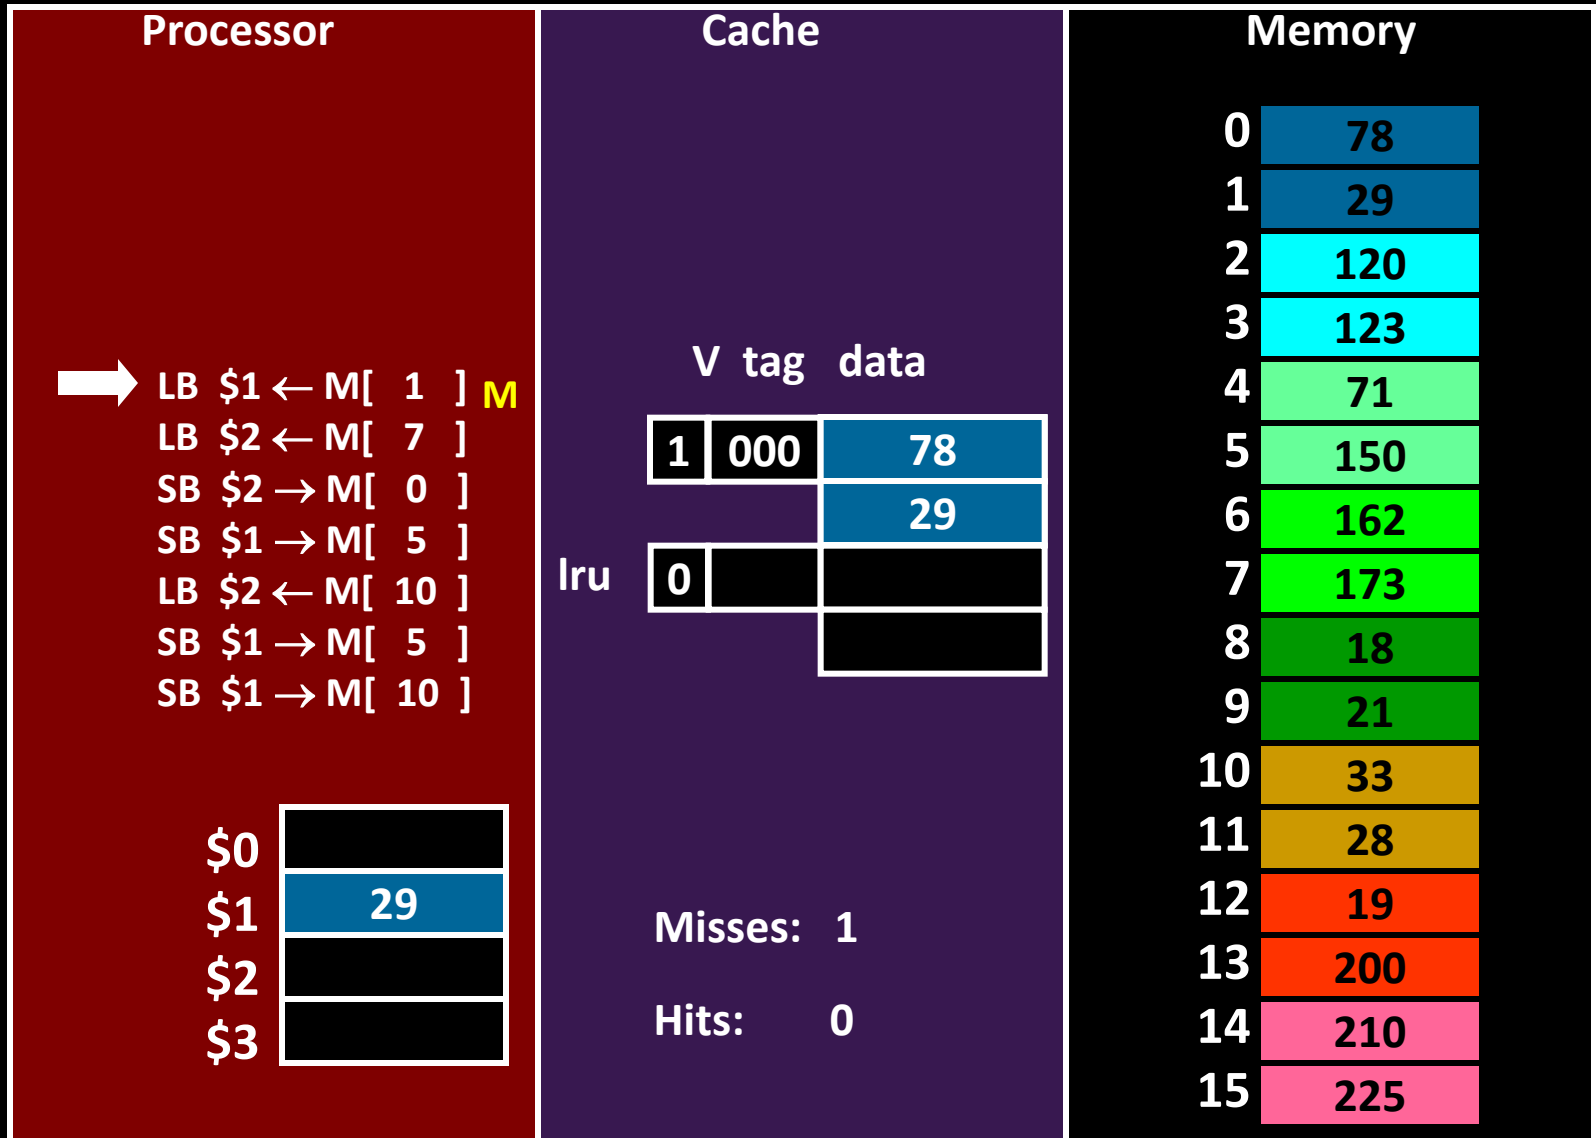 Processor
LB $1 ← M[ 1 ] M
LB $2 ← M[ 7 ]
SB $2 → M[ 0 ]
SB $1 → M[ 5 ]
LB $2 ← M[ 10 ]
SB $1 → M[ 5 ]
SB $1 → M[ 10 ]
$0
$1 29
$2
$3
Cache
V tag data
1 000 78
29
lru 0
Misses: 1
Hits: 0
Memory
0 78
1 29
2 120
3 123
4 71
5 150
6 162
7 173
8 18
9 21
10 33
11 28
12 19
13 200
14 210
15 225